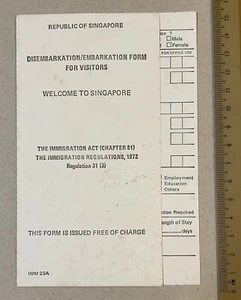 REPUBLIC OF SINGAPORE
DISEMBARKATION/EMBARKATION FORM
FOR VISITORS
WELCOME TO SINGAPORE
THE IMMIGRATION ACT (CHAPTER 81)
THE IMMIGRATION REGULATIONS, 1972
Regulation 31 (3)
THIS FORM IS ISSUED FREE OF CHARGE
IMM 23A
Male
Female
FOR OFFICE USE
Employment
Education
Others
Required
Length of Stay
days